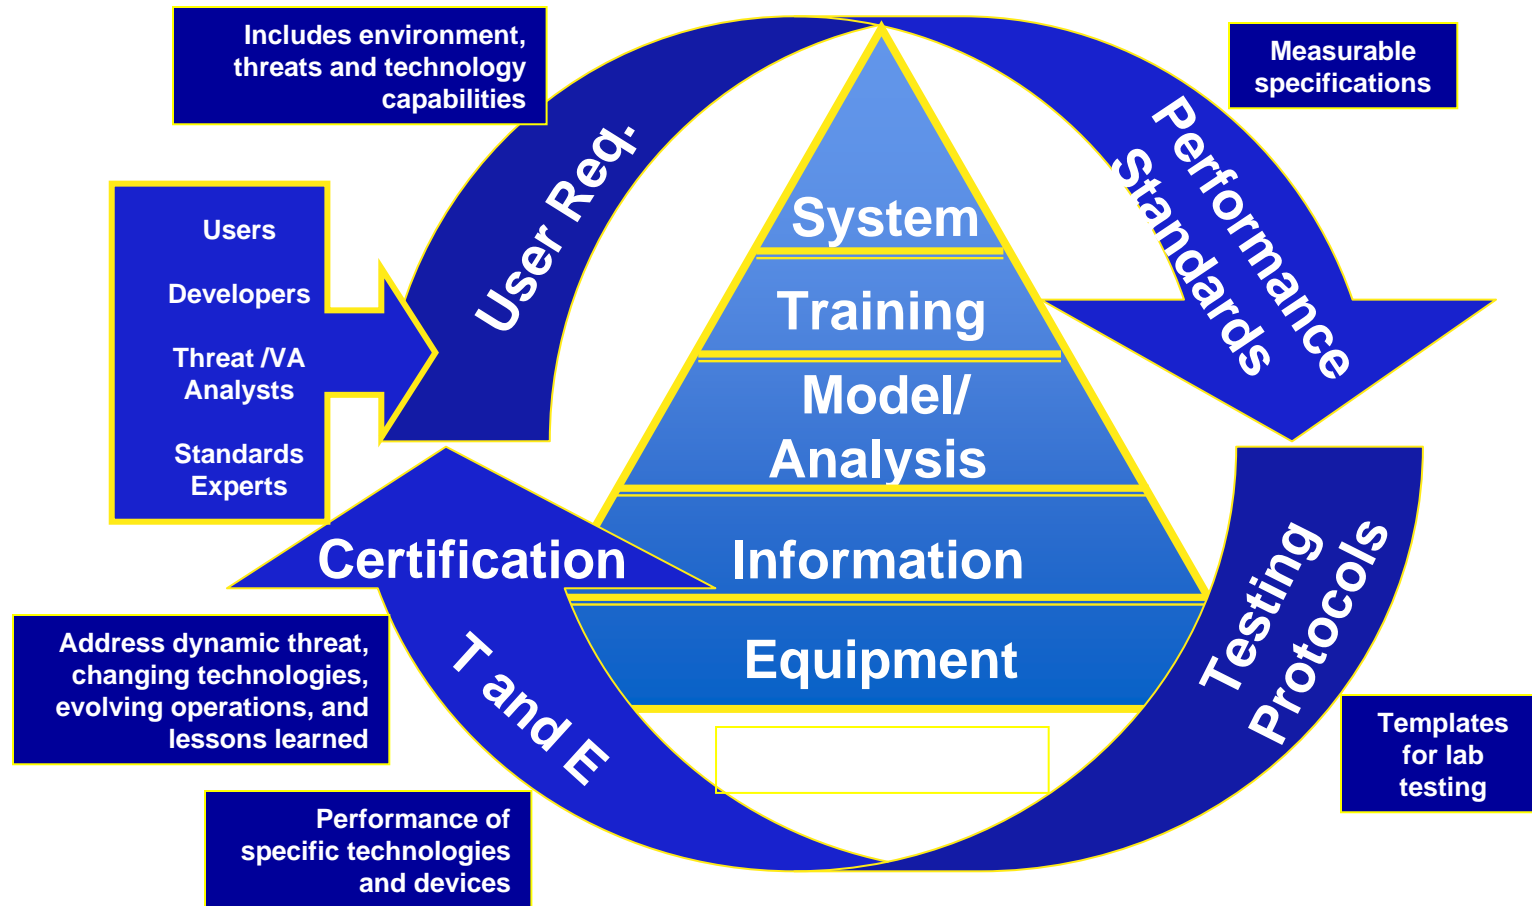 Includes environment,
threats and technology
capabilities
Measurable
specifications
User Req.
Performance
Standards
Users
Developers
Threat /VA
Analysts
Standards
Experts
System
Training
Model/
Analysis
Information
Equipment
Certification
T and E
Testing
Protocols
Address dynamic threat,
changing technologies,
evolving operations, and
lessons learned
Templates
for lab
testing
Performance of
specific technologies
and devices